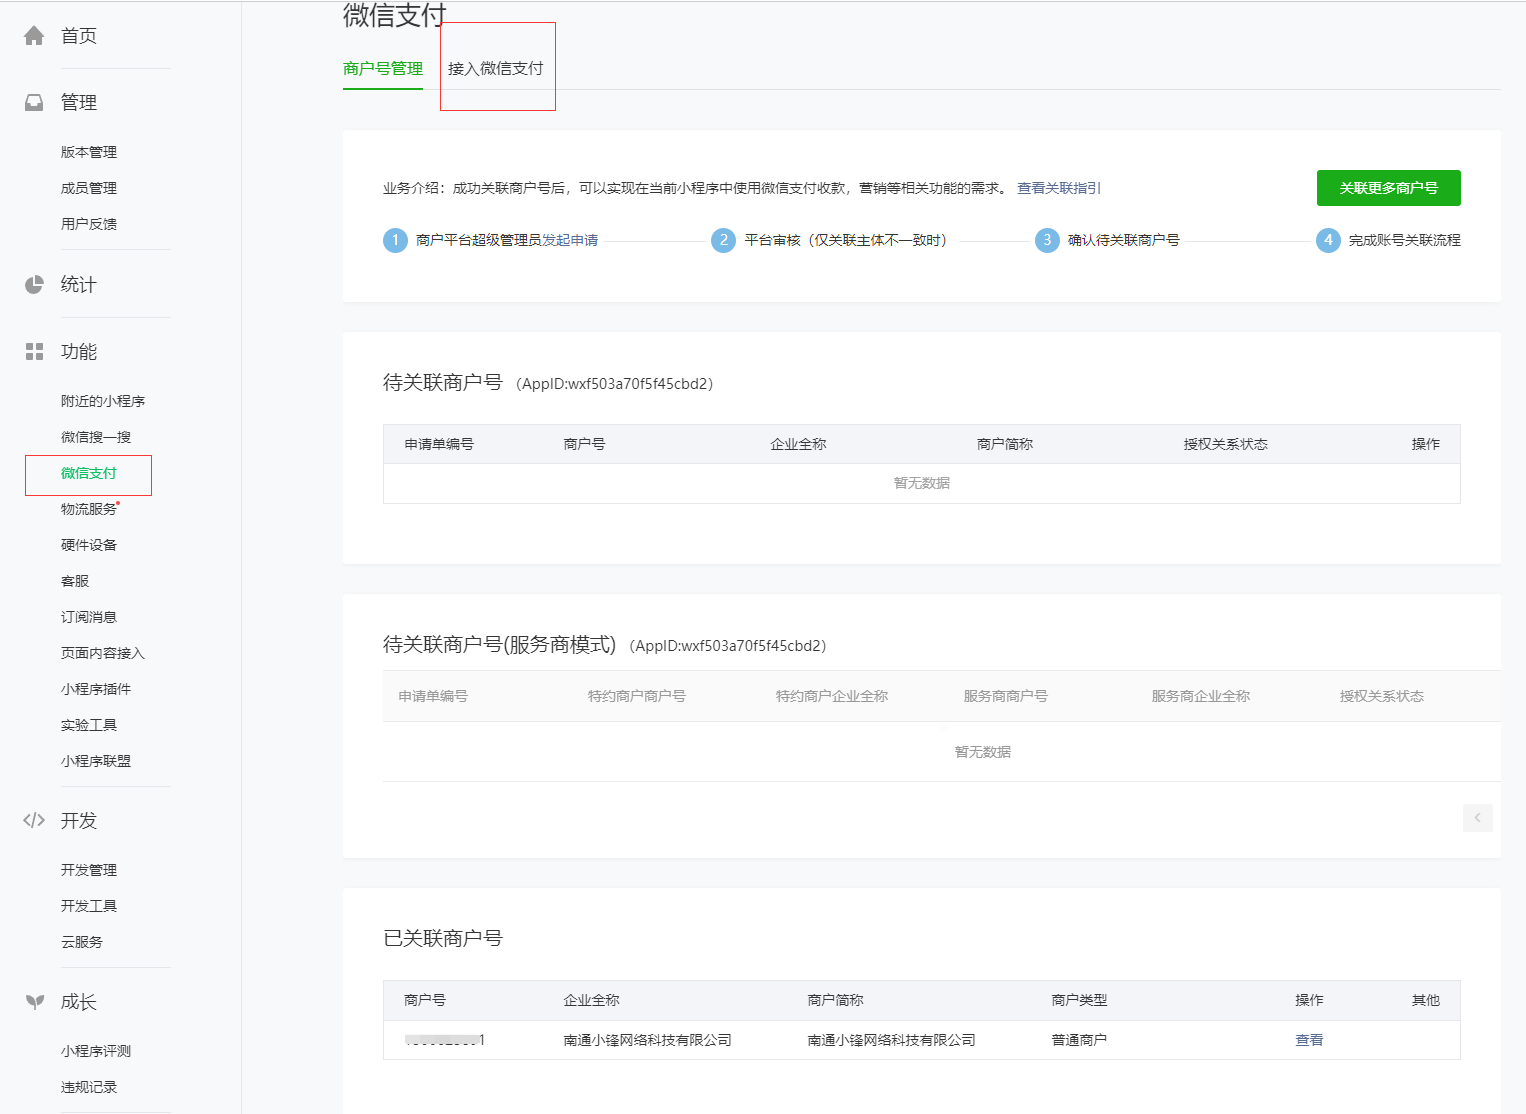 首页
管理
版本管理
成员管理
用户反馈
统计
功能
附近的小程序
微信搜一搜
微信支付
物流服务
硬件设备
客服
订阅消息
页面内容接入
小程序插件
实验工具
小程序联盟
开发
开发管理
开发工具
云服务
成长
小程序评测
违规记录
微信支付
商户号管理 接入微信支付
业务介绍：成功关联商户号后，可以实现在当前小程序中使用微信支付收款，营销等相关功能的需求。 查看关联指引
关联更多商户号
1 商户平台超级管理员发起申请 2 平台审核（仅关联主体不一致时） 3 确认待关联商户号 4 完成账号关联流程
待关联商户号 （AppID:wxf503a70f5f45cbd2）
申请单编号 商户号 企业全称 商户简称 授权关系状态 操作
暂无数据
待关联商户号(服务商模式) （AppID:wxf503a70f5f45cbd2）
申请单编号 特约商户商户号 特约商户企业全称 服务商商户号 服务商企业全称 授权关系状态
暂无数据
已关联商户号
商户号 企业全称 商户简称 商户类型 操作 其他
南通小锋网络科技有限公司 南通小锋网络科技有限公司 普通商户 查看